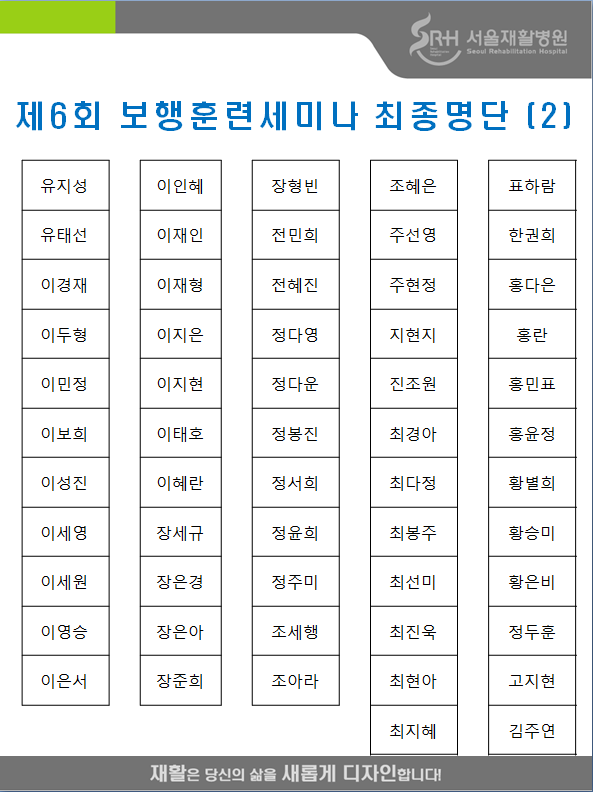 SRH 서울재활병원
Seoul Rehabilitation Hospital
제6회 보행훈련세미나 최종명단 (2)
유지성 이인혜 장형빈 조혜은 표하람
유태선 이재인 전민희 주선영 한권희
이경재 이재형 전혜진 주현정 홍다은
이두형 이지은 정다영 지현지 홍란
이민정 이지현 정다운 진조원 홍민표
이보희 이태호 정봉진 최경아 홍윤정
이성진 이혜란 정서희 최다정 황별희
이세영 장세규 정윤희 최봉주 황승미
이세원 장은경 정주미 최선미 황은비
이영승 장은아 조세행 최진욱 정두훈
이은서 장준희 조아라 최현아 고지현
최지혜 김주연
재활은 당신의 삶을 새롭게 디자인합니다!